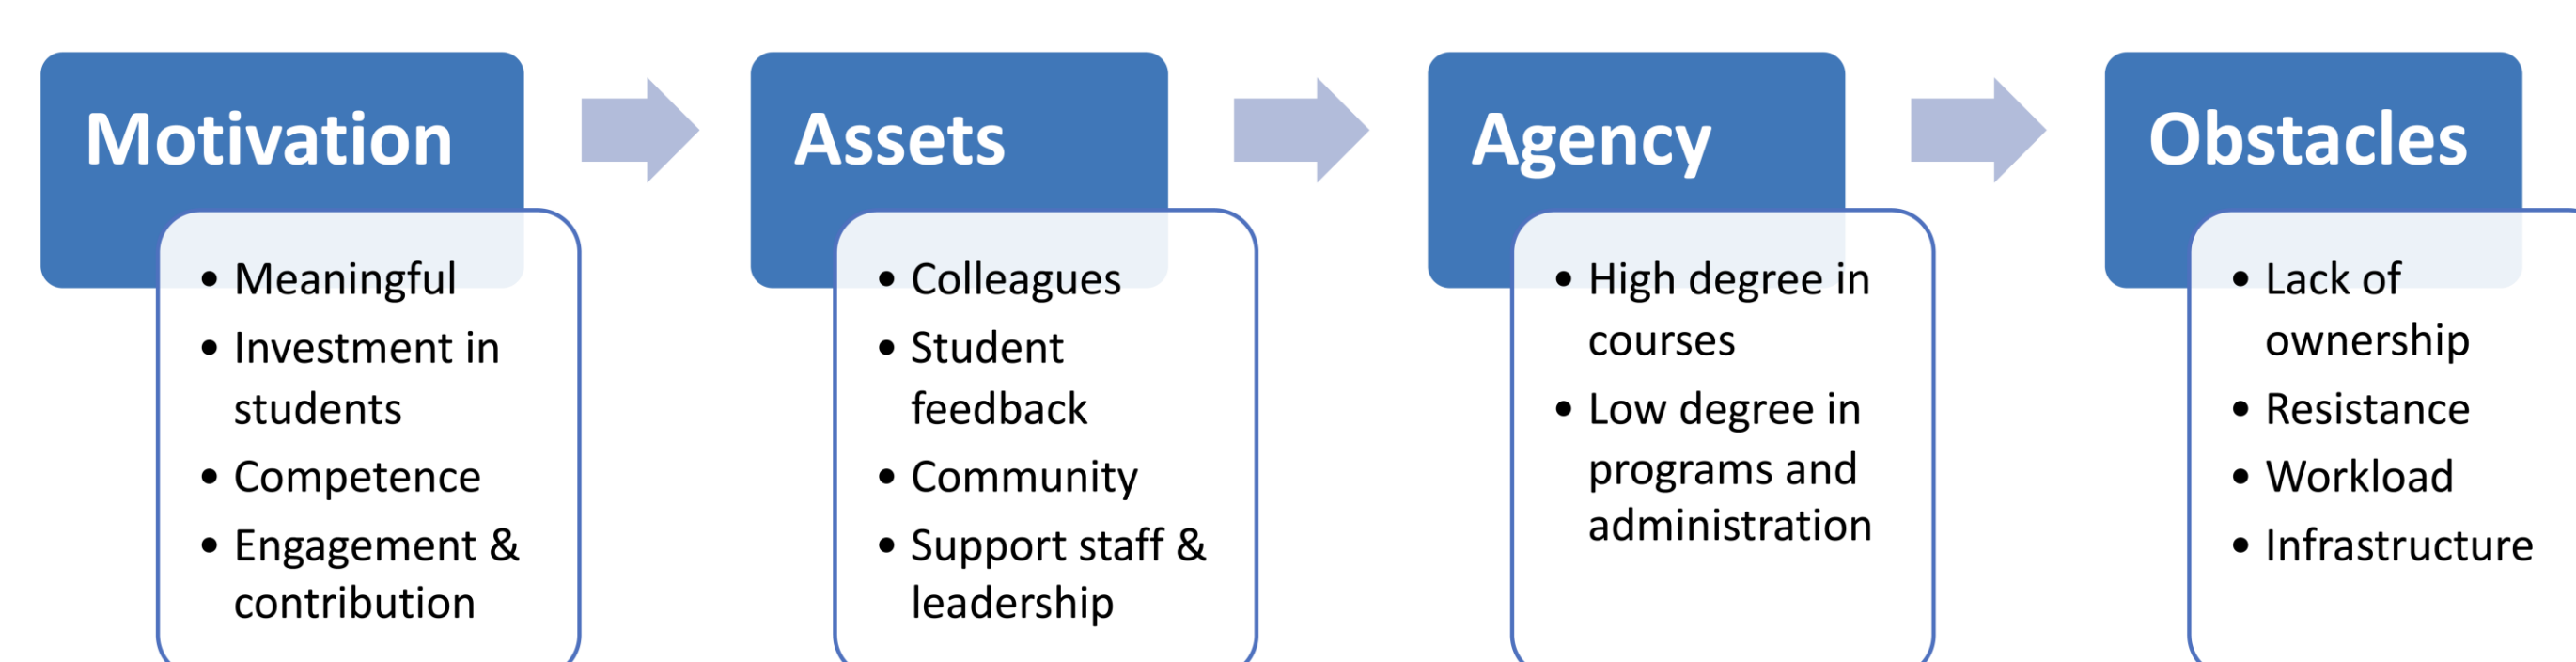 Motivation
• Meaningful
• Investment in
students
• Competence
• Engagement &
contribution
Assets
• Colleagues
• Student
feedback
• Community
• Support staff &
leadership
Agency
• High degree in
courses
• Low degree in
programs and
administration
Obstacles
• Lack of
ownership
• Resistance
• Workload
• Infrastructure